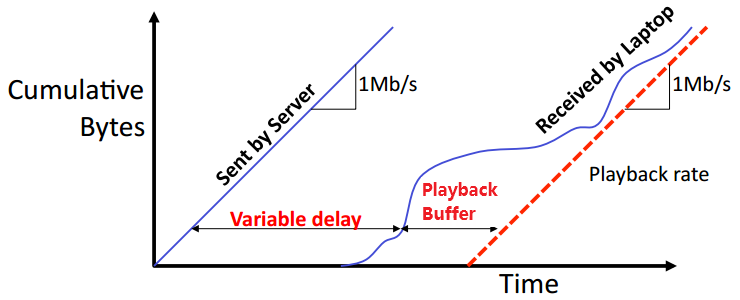 Cumulative
Bytes
Sent by Server
1Mb/s
Variable delay
Playback
Buffer
Received by Laptop
1Mb/s
Playback rate
Time